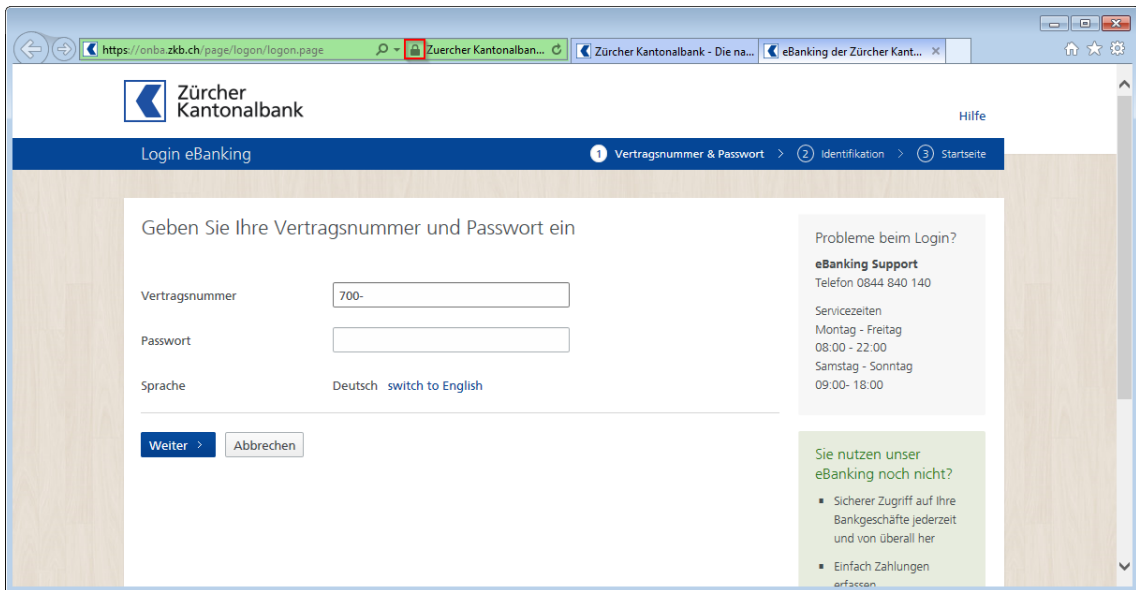 https://onba.zkb.ch/page/logon/logon.page
Zuercher Kantonalban...
Zürcher Kantonalbank - Die na...
eBanking der Zürcher Kant...
Zürcher
Kantonalbank
Hilfe
Login eBanking
1 Vertragsnummer & Passwort > 2 Identifikation > 3 Startseite
Geben Sie Ihre Vertragsnummer und Passwort ein
Vertragsnummer
700-
Passwort
Sprache
Deutsch switch to English
Weiter >
Abbrechen
Probleme beim Login?
eBanking Support
Telefon 0844 840 140
Servicezeiten
Montag - Freitag
08:00 - 22:00
Samstag - Sonntag
09:00- 18:00
Sie nutzen unser
eBanking noch nicht?
Sicherer Zugriff auf Ihre
Bankgeschäfte jederzeit
und von überall her
Einfach Zahlungen
erfassen